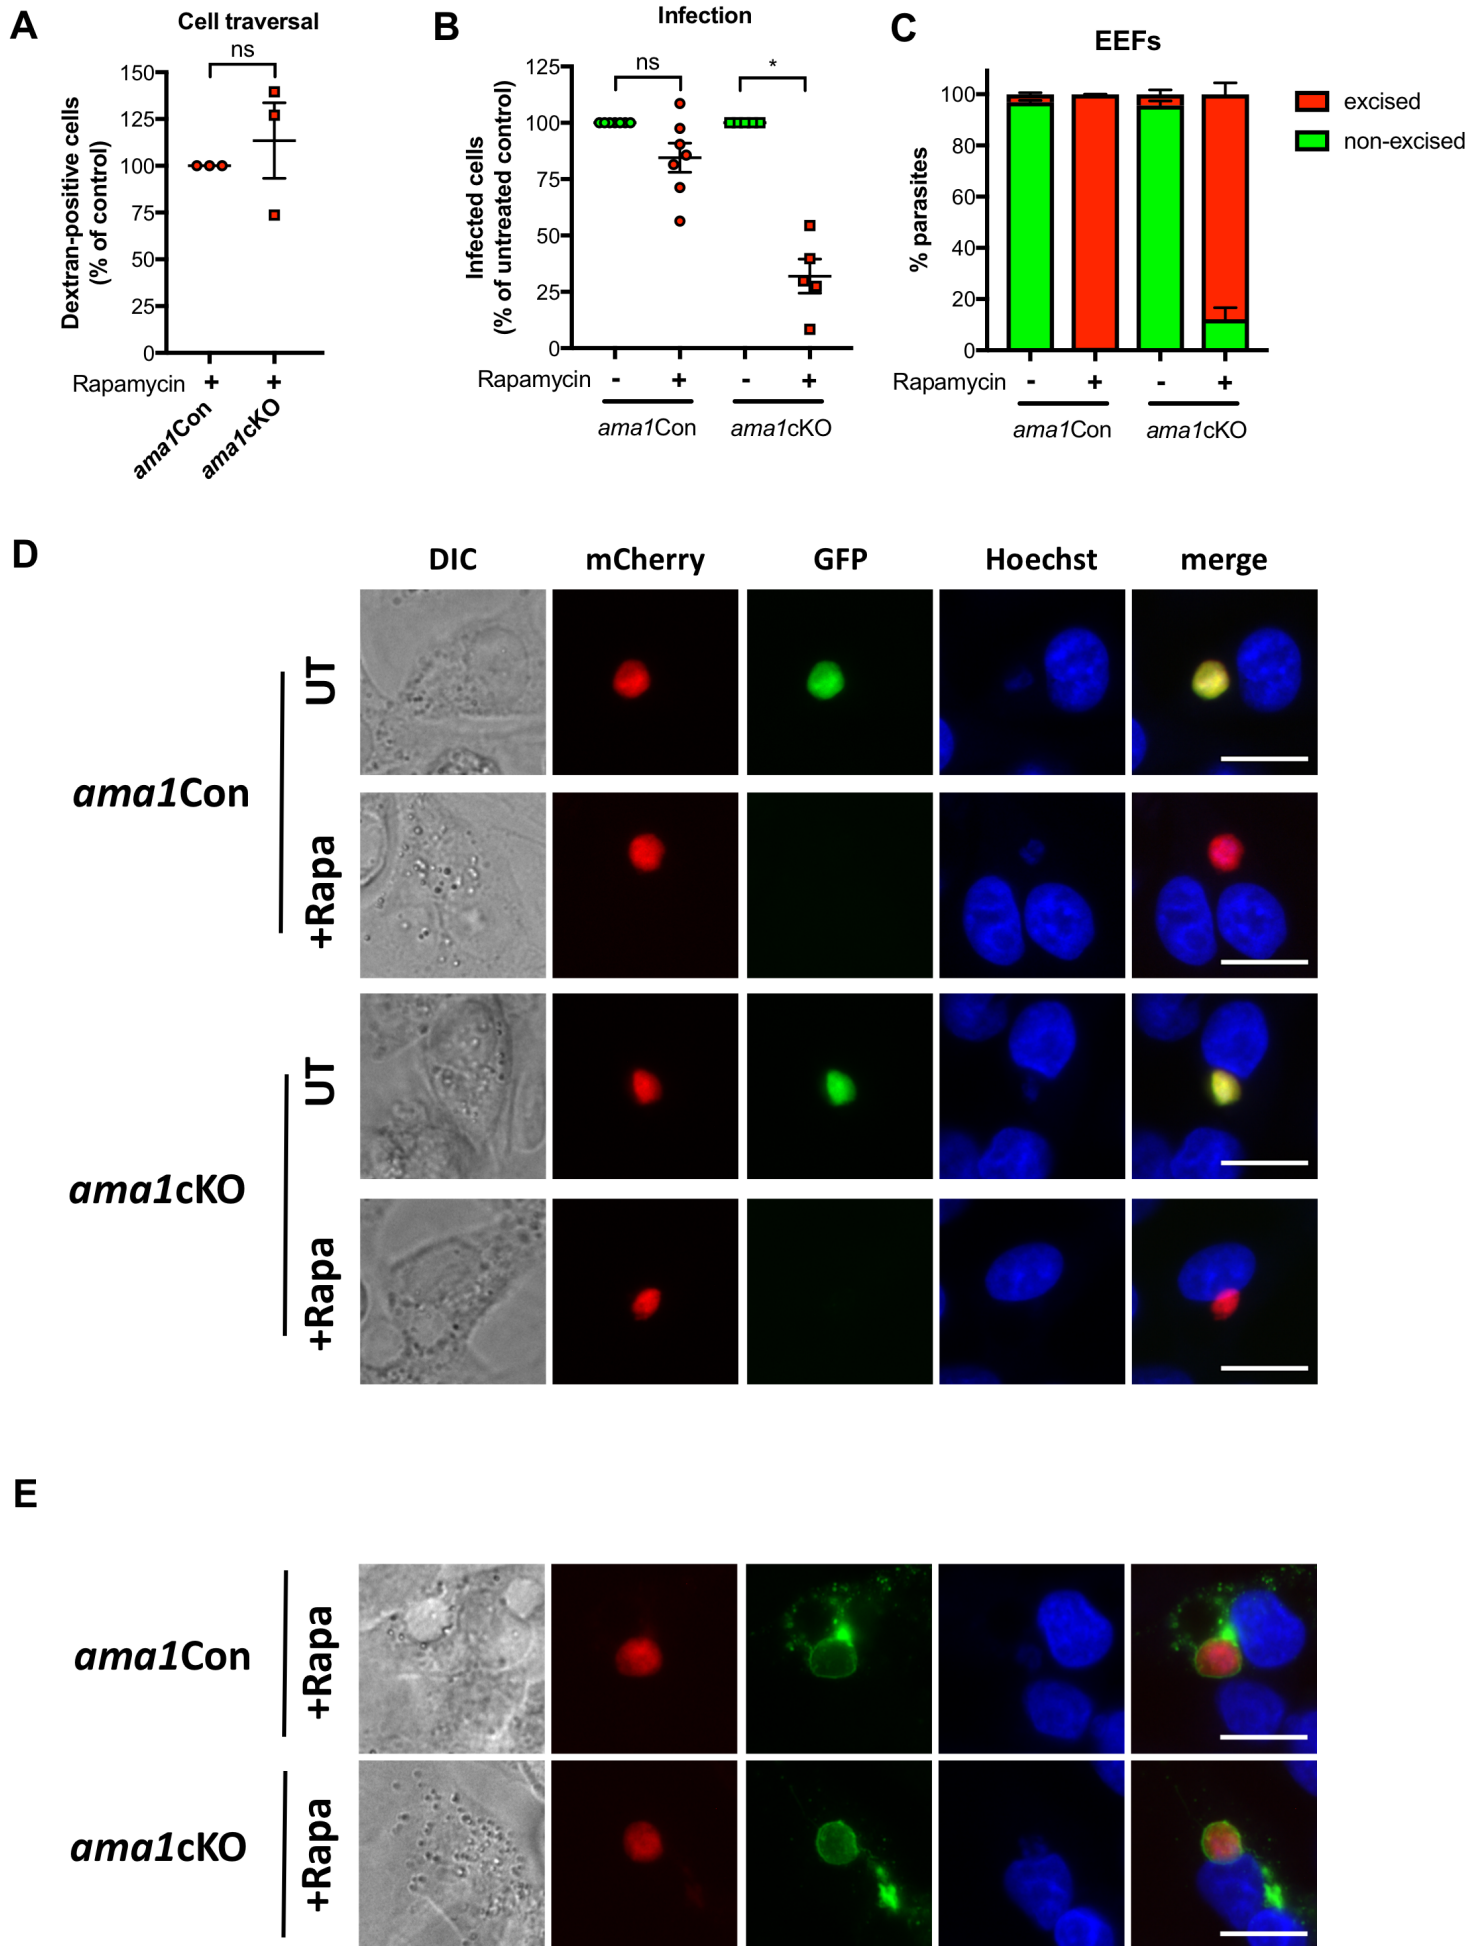 A
Cell traversal
ns
Dextran-positive cells
(% of control)
150
125
100
75
50
25
0
Rapamycin + +
ama1Con
ama1cKO
B
Infection
ns
*
Infected cells
(% of untreated control)
125
100
75
50
25
0
Rapamycin - + - +
ama1Con ama1cKO
C
EEFs
% parasites
100
80
60
40
20
0
Rapamycin - + - +
ama1Con ama1cKO
excised
non-excised
D
DIC mCherry GFP Hoechst merge
ama1Con
UT
+Rapa
ama1cKO
UT
+Rapa
E
ama1Con
+Rapa
ama1cKO
+Rapa